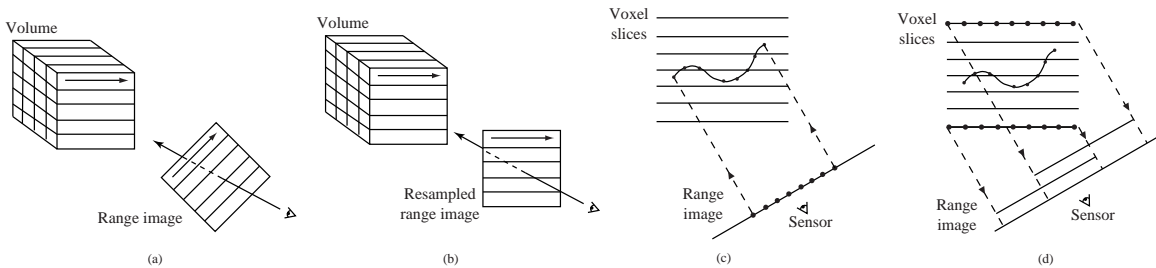 Volume
Range image
(a)
Volume
Resampled
range image
(b)
Voxel
slices
Range
image
Sensor
(c)
Voxel
slices
Range
image
Sensor
(d)